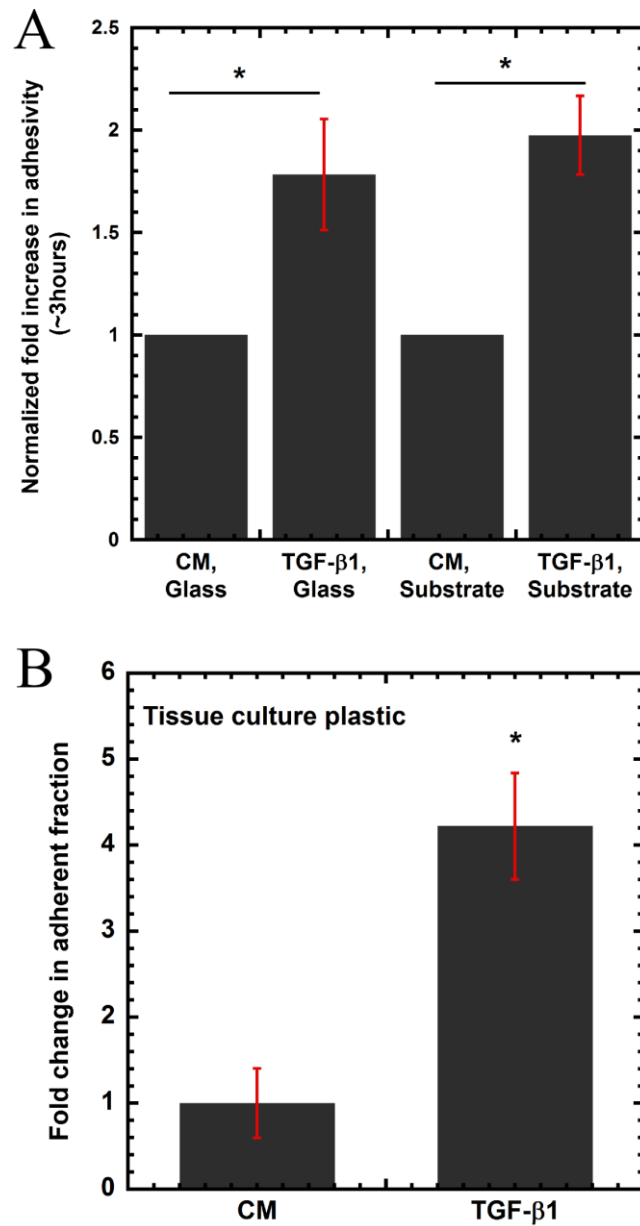 A
Normalized fold increase in adhesivity
(~3hours)
2.5
2
1.5
1
0.5
0
*
*
CM,
Glass
TGF-β1,
Glass
CM,
Substrate
TGF-β1,
Substrate
B
Fold change in adherent fraction
6
5
4
3
2
1
0
Tissue culture plastic
*
CM
TGF-β1